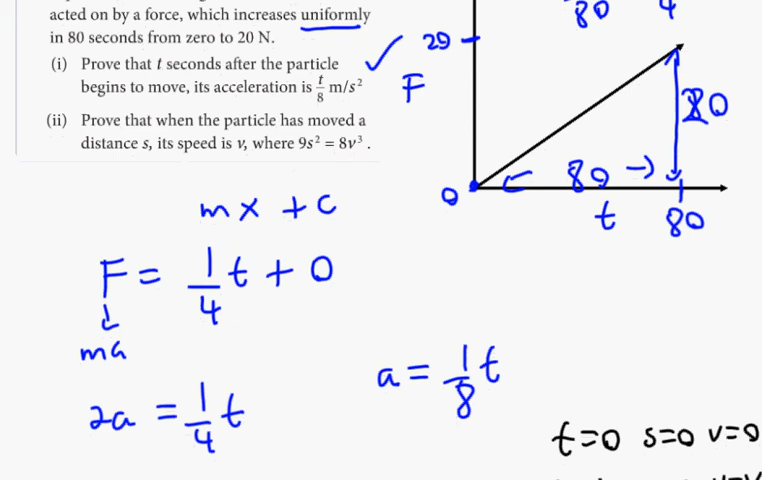 acted on by a force, which increases uniformly
in 80 seconds from zero to 20 N.
(i) Prove that t seconds after the particle
begins to move, its acceleration is t/8 m/s²
(ii) Prove that when the particle has moved a
distance s, its speed is v, where 9s² = 8v³ .
80 4
20
F
20
80
0
t 80
mx + c
F = 1/4 t + 0
ma
2a = 1/4 t
a = 1/8 t
t=0 s=0 v=0